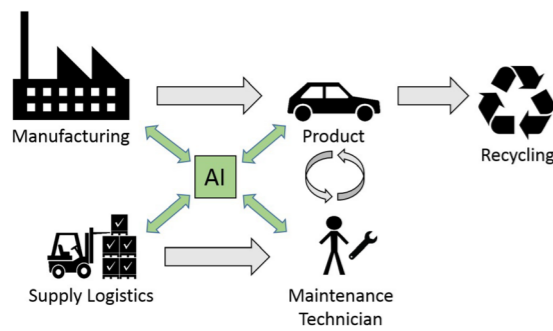 Manufacturing
Product
Recycling
AI
Supply Logistics
Maintenance
Technician